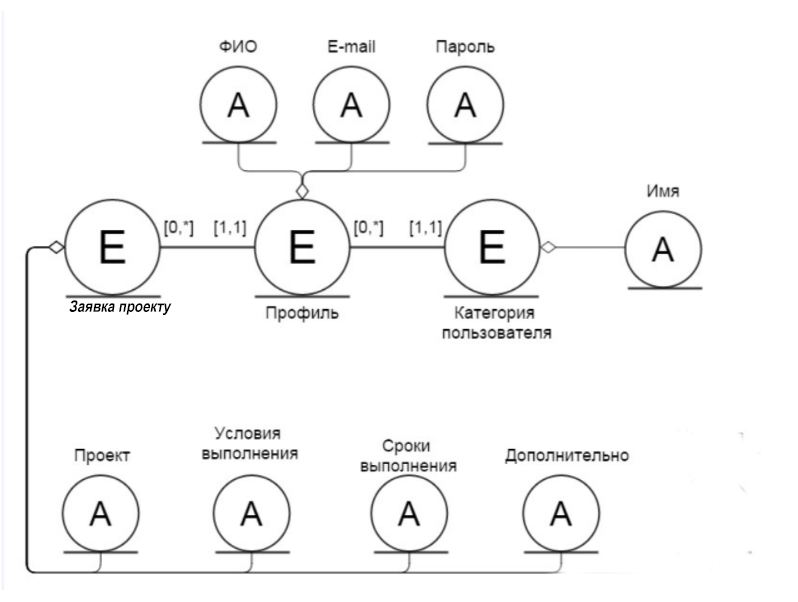 ФИО
E-mail
Пароль
A
A
A
Имя
[0,*]
[1,1]
[0,*]
[1,1]
E
E
E
A
Заявка проекту
Профиль
Категория
пользователя
Условия
выполнения
Сроки
выполнения
Проект
Дополнительно
A
A
A
A